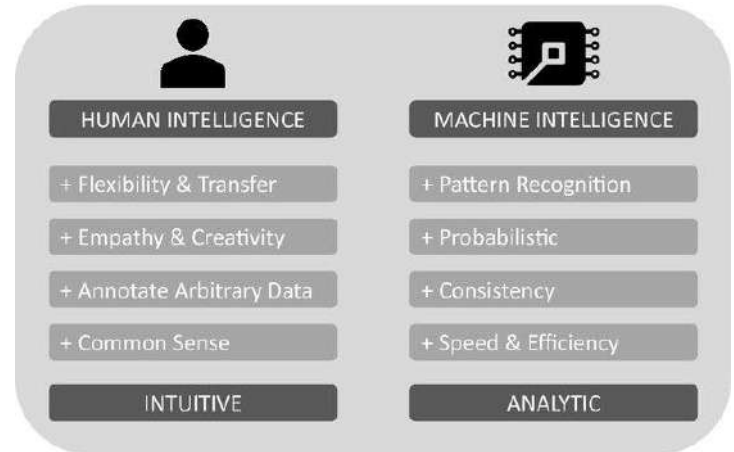 HUMAN INTELLIGENCE
+ Flexibility & Transfer
+ Empathy & Creativity
+ Annotate Arbitrary Data
+ Common Sense
INTUITIVE
MACHINE INTELLIGENCE
+ Pattern Recognition
+ Probabilistic
+ Consistency
+ Speed & Efficiency
ANALYTIC